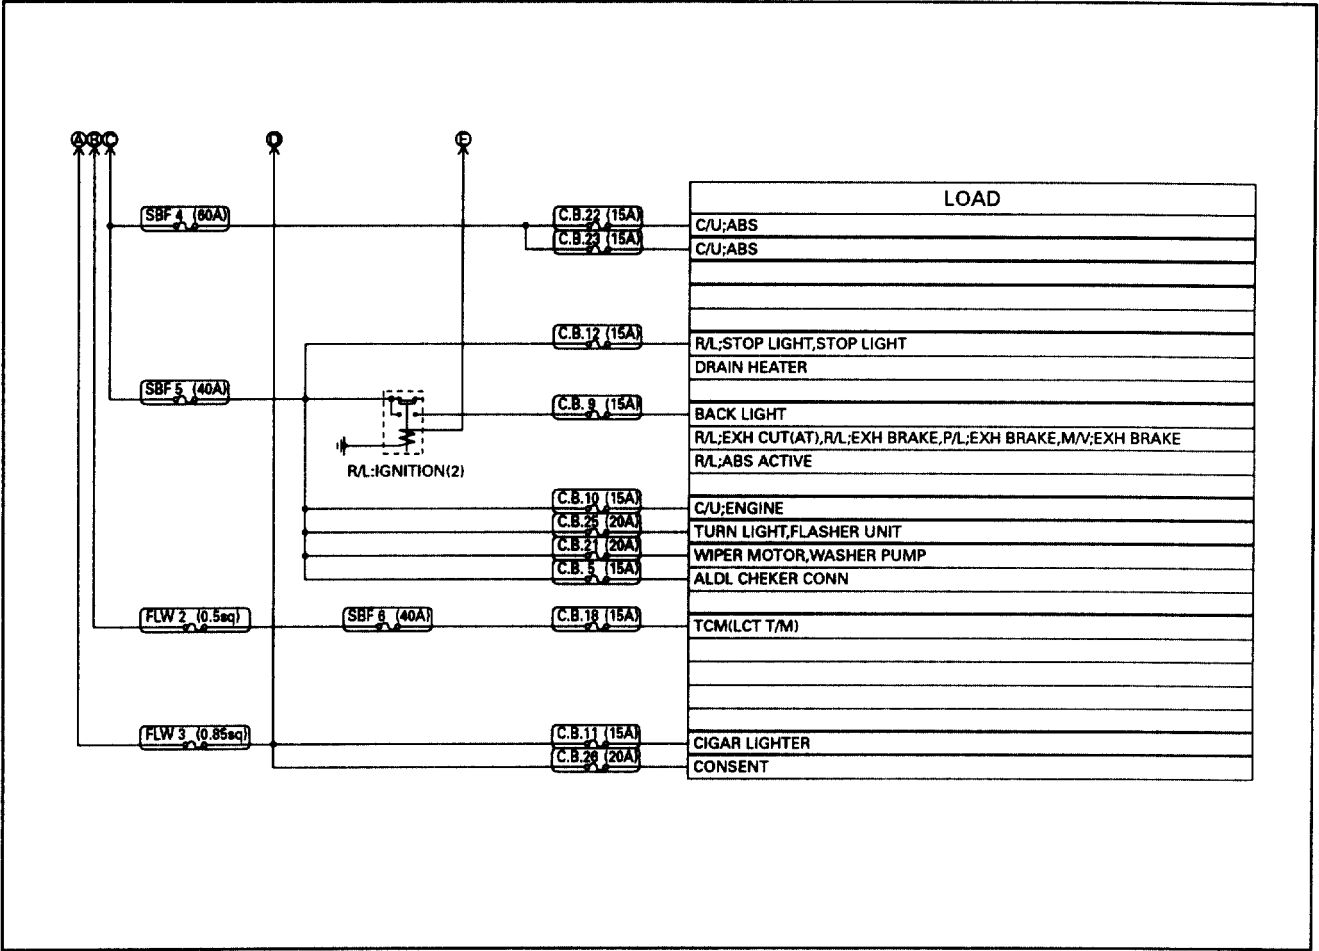 A B C D E
LOAD
SBF 4 (60A) C.B.22 (15A) C/U;ABS
C.B.23 (15A) C/U;ABS
C.B.12 (15A) R/L;STOP LIGHT,STOP LIGHT
DRAIN HEATER
SBF 5 (40A) C.B. 9 (15A) BACK LIGHT
R/L;EXH CUT(AT),R/L;EXH BRAKE,P/L;EXH BRAKE,M/V;EXH BRAKE
R/L;ABS ACTIVE
R/L:IGNITION(2)
C.B.10 (15A) C/U;ENGINE
C.B.25 (20A) TURN LIGHT,FLASHER UNIT
C.B.21 (20A) WIPER MOTOR,WASHER PUMP
C.B. 5 (15A) ALDL CHEKER CONN
FLW 2 (0.5sq) SBF 6 (40A) C.B.18 (15A) TCM(LCT T/M)
FLW 3 (0.85sq) C.B.11 (15A) CIGAR LIGHTER
C.B.26 (20A) CONSENT